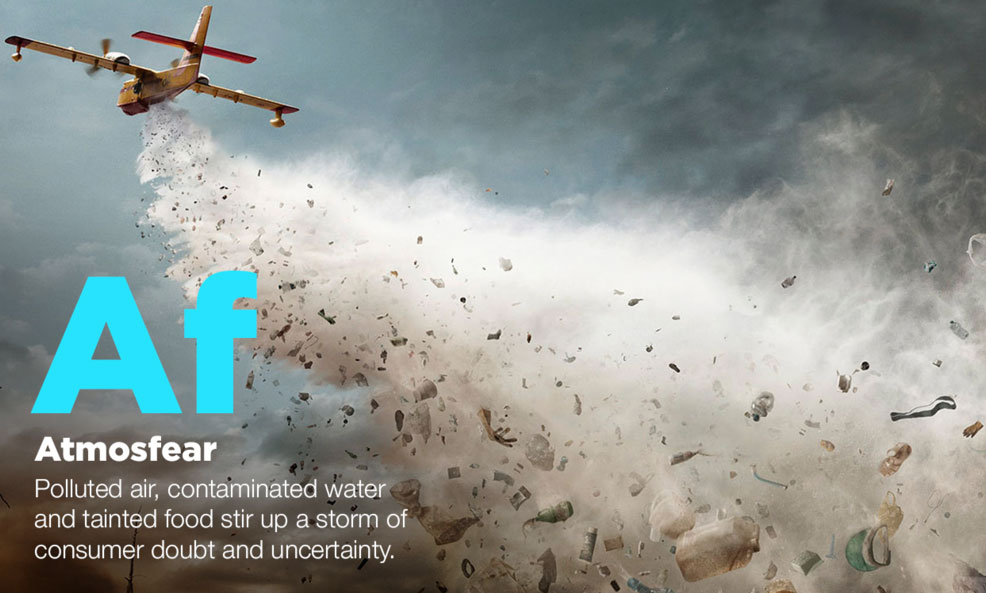 Af
Atmosfear
Polluted air, contaminated water
and tainted food stir up a storm of
consumer doubt and uncertainty.